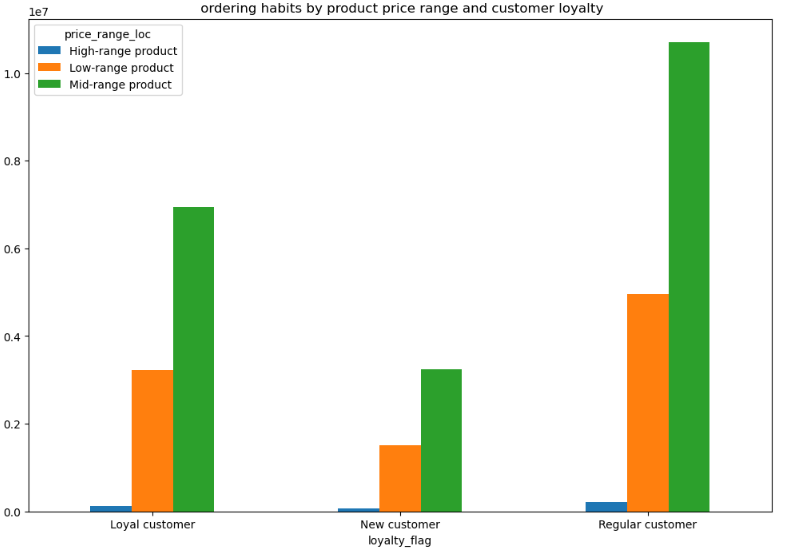 ordering habits by product price range and customer loyalty
1e7
price_range_loc
High-range product
Low-range product
Mid-range product
1.0
0.8
0.6
0.4
0.2
0.0
Loyal customer New customer Regular customer
loyalty_flag